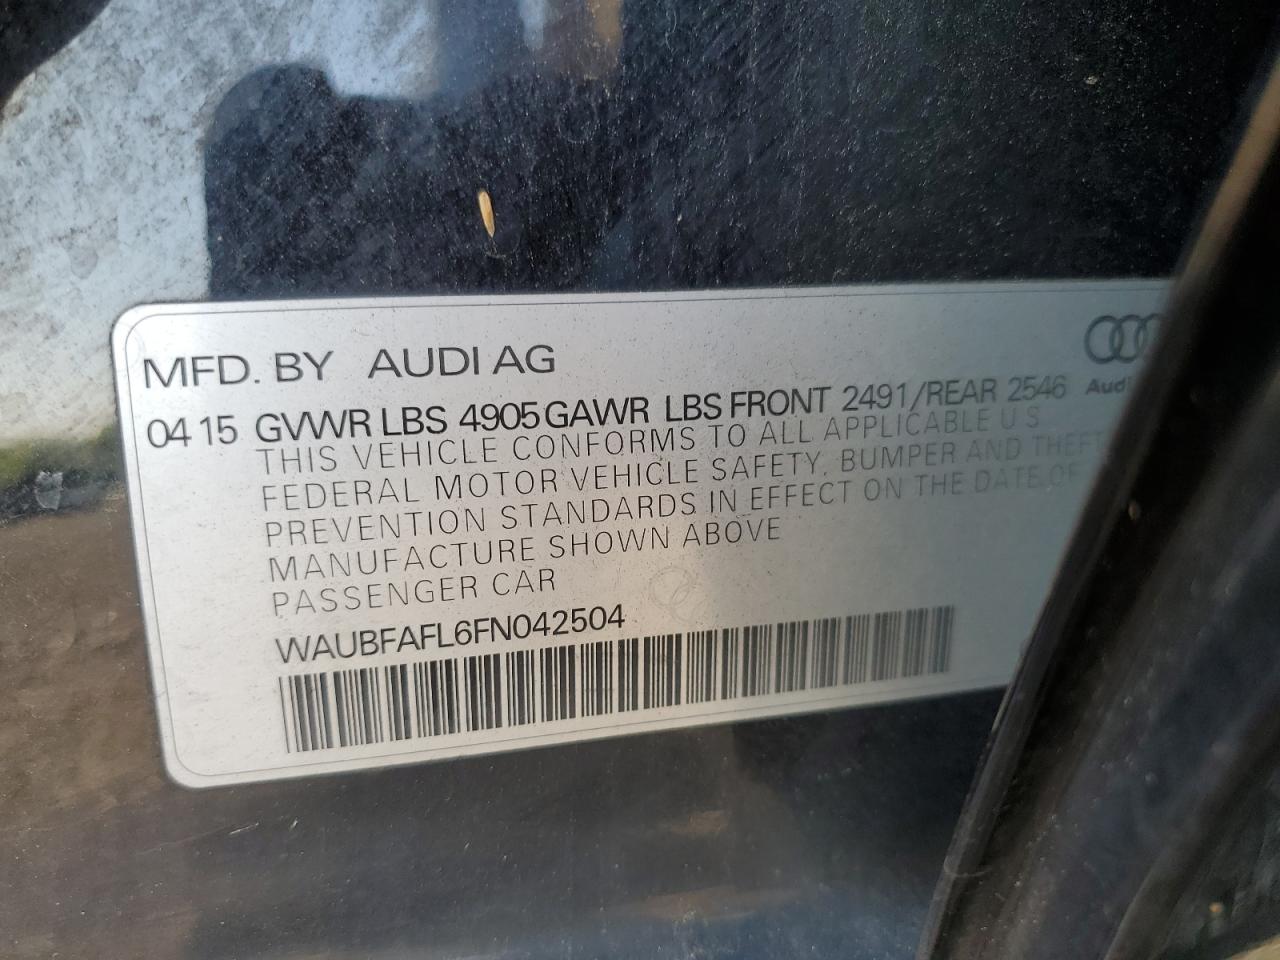 MFD. BY AUDI AG
04 15 GVWR LBS 4905 GAWR LBS FRONT 2491/REAR 2546
Audi
THIS VEHICLE CONFORMS TO ALL APPLICABLE U S
FEDERAL MOTOR VEHICLE SAFETY, BUMPER AND THEFT
PREVENTION STANDARDS IN EFFECT ON THE DATE OF
MANUFACTURE SHOWN ABOVE
PASSENGER CAR
WAUBFAFL6FN042504